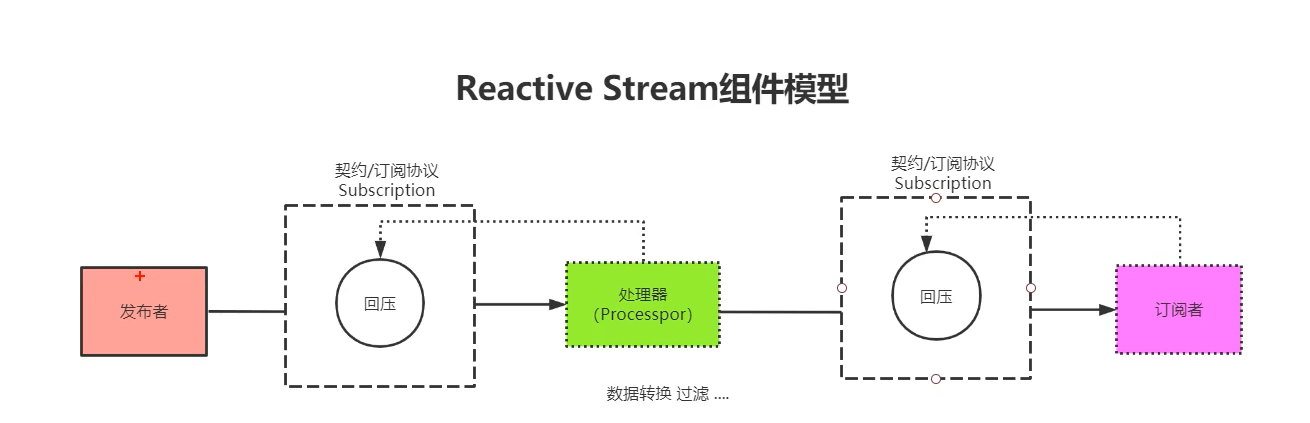 Reactive Stream组件模型
契约/订阅协议
Subscription
契约/订阅协议
Subscription
发布者
回压
处理器
（Processpor）
回压
订阅者
数据转换 过滤 ....